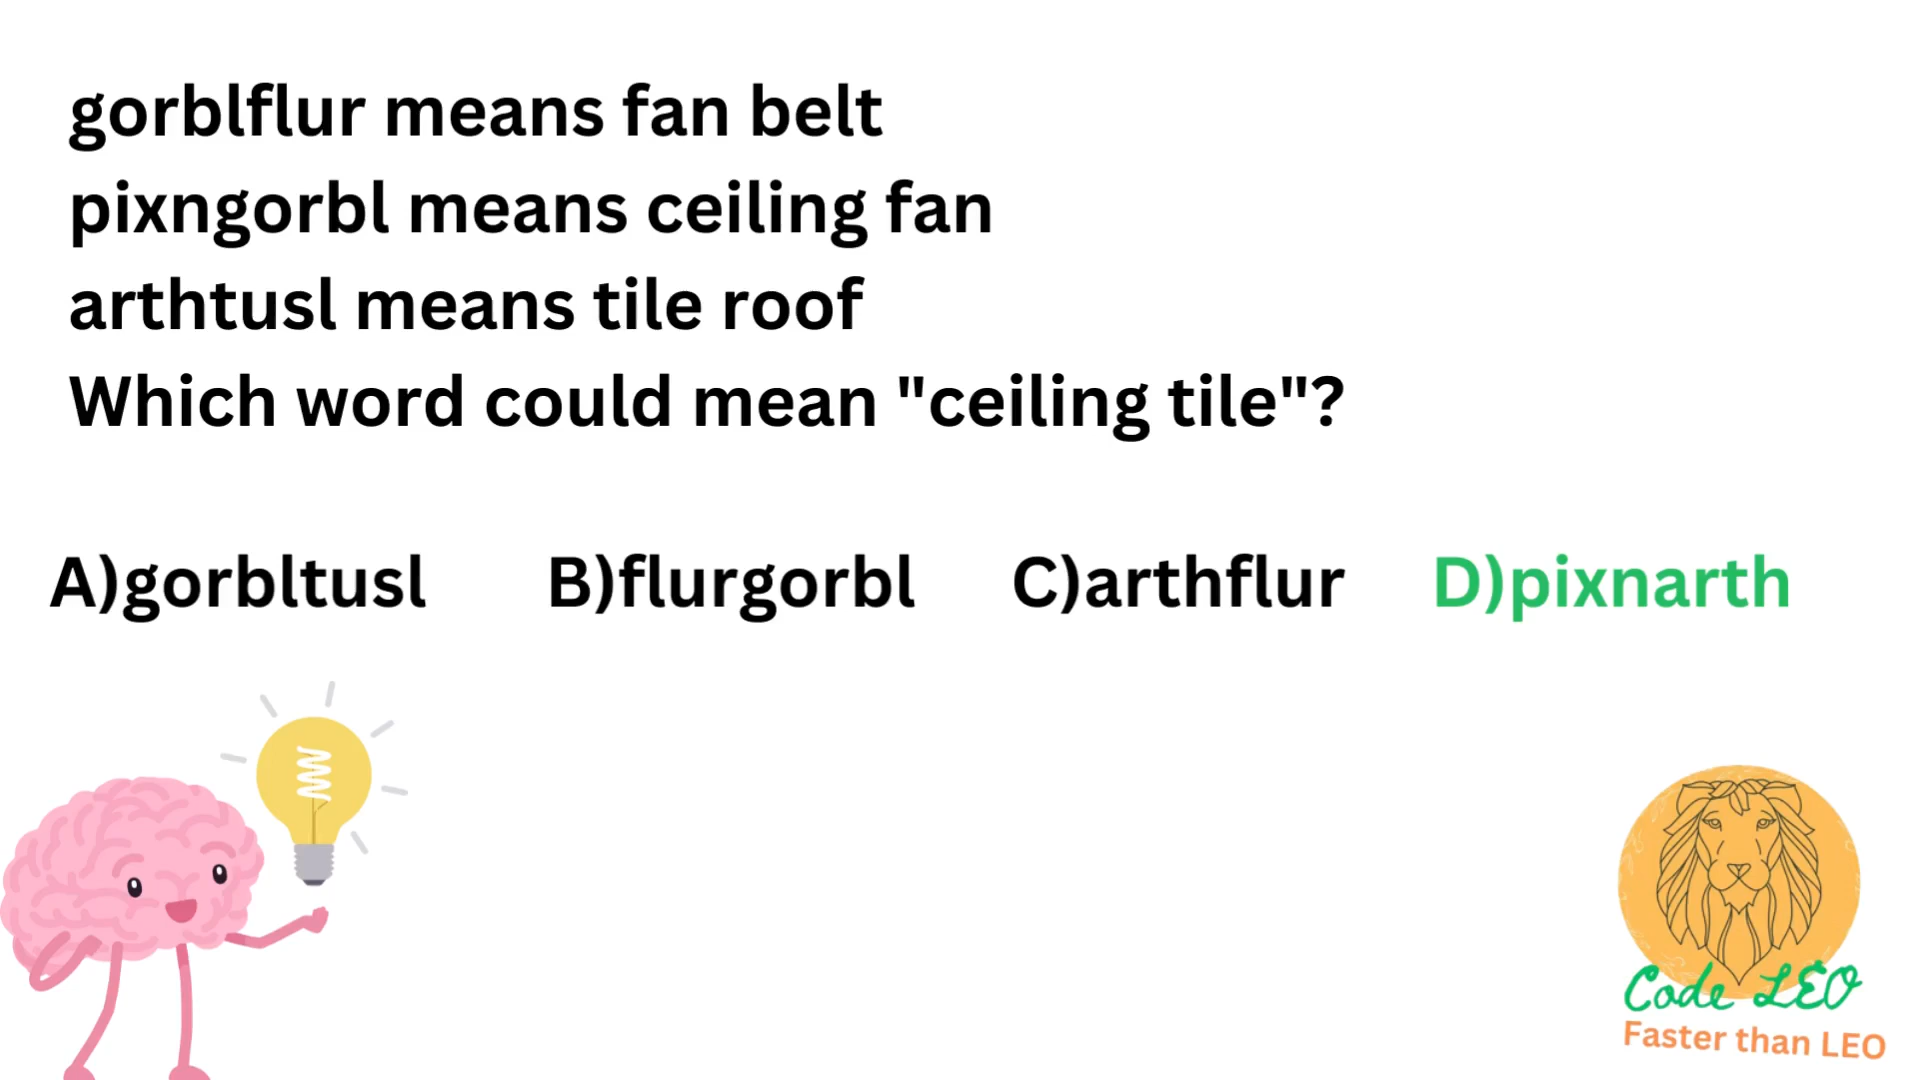 gorblflur means fan belt
pixngorbl means ceiling fan
arthtusl means tile roof
Which word could mean "ceiling tile"?
A)gorbltusl B)flurgorbl C)arthflur D)pixnarth
Code LEO
Faster than LEO